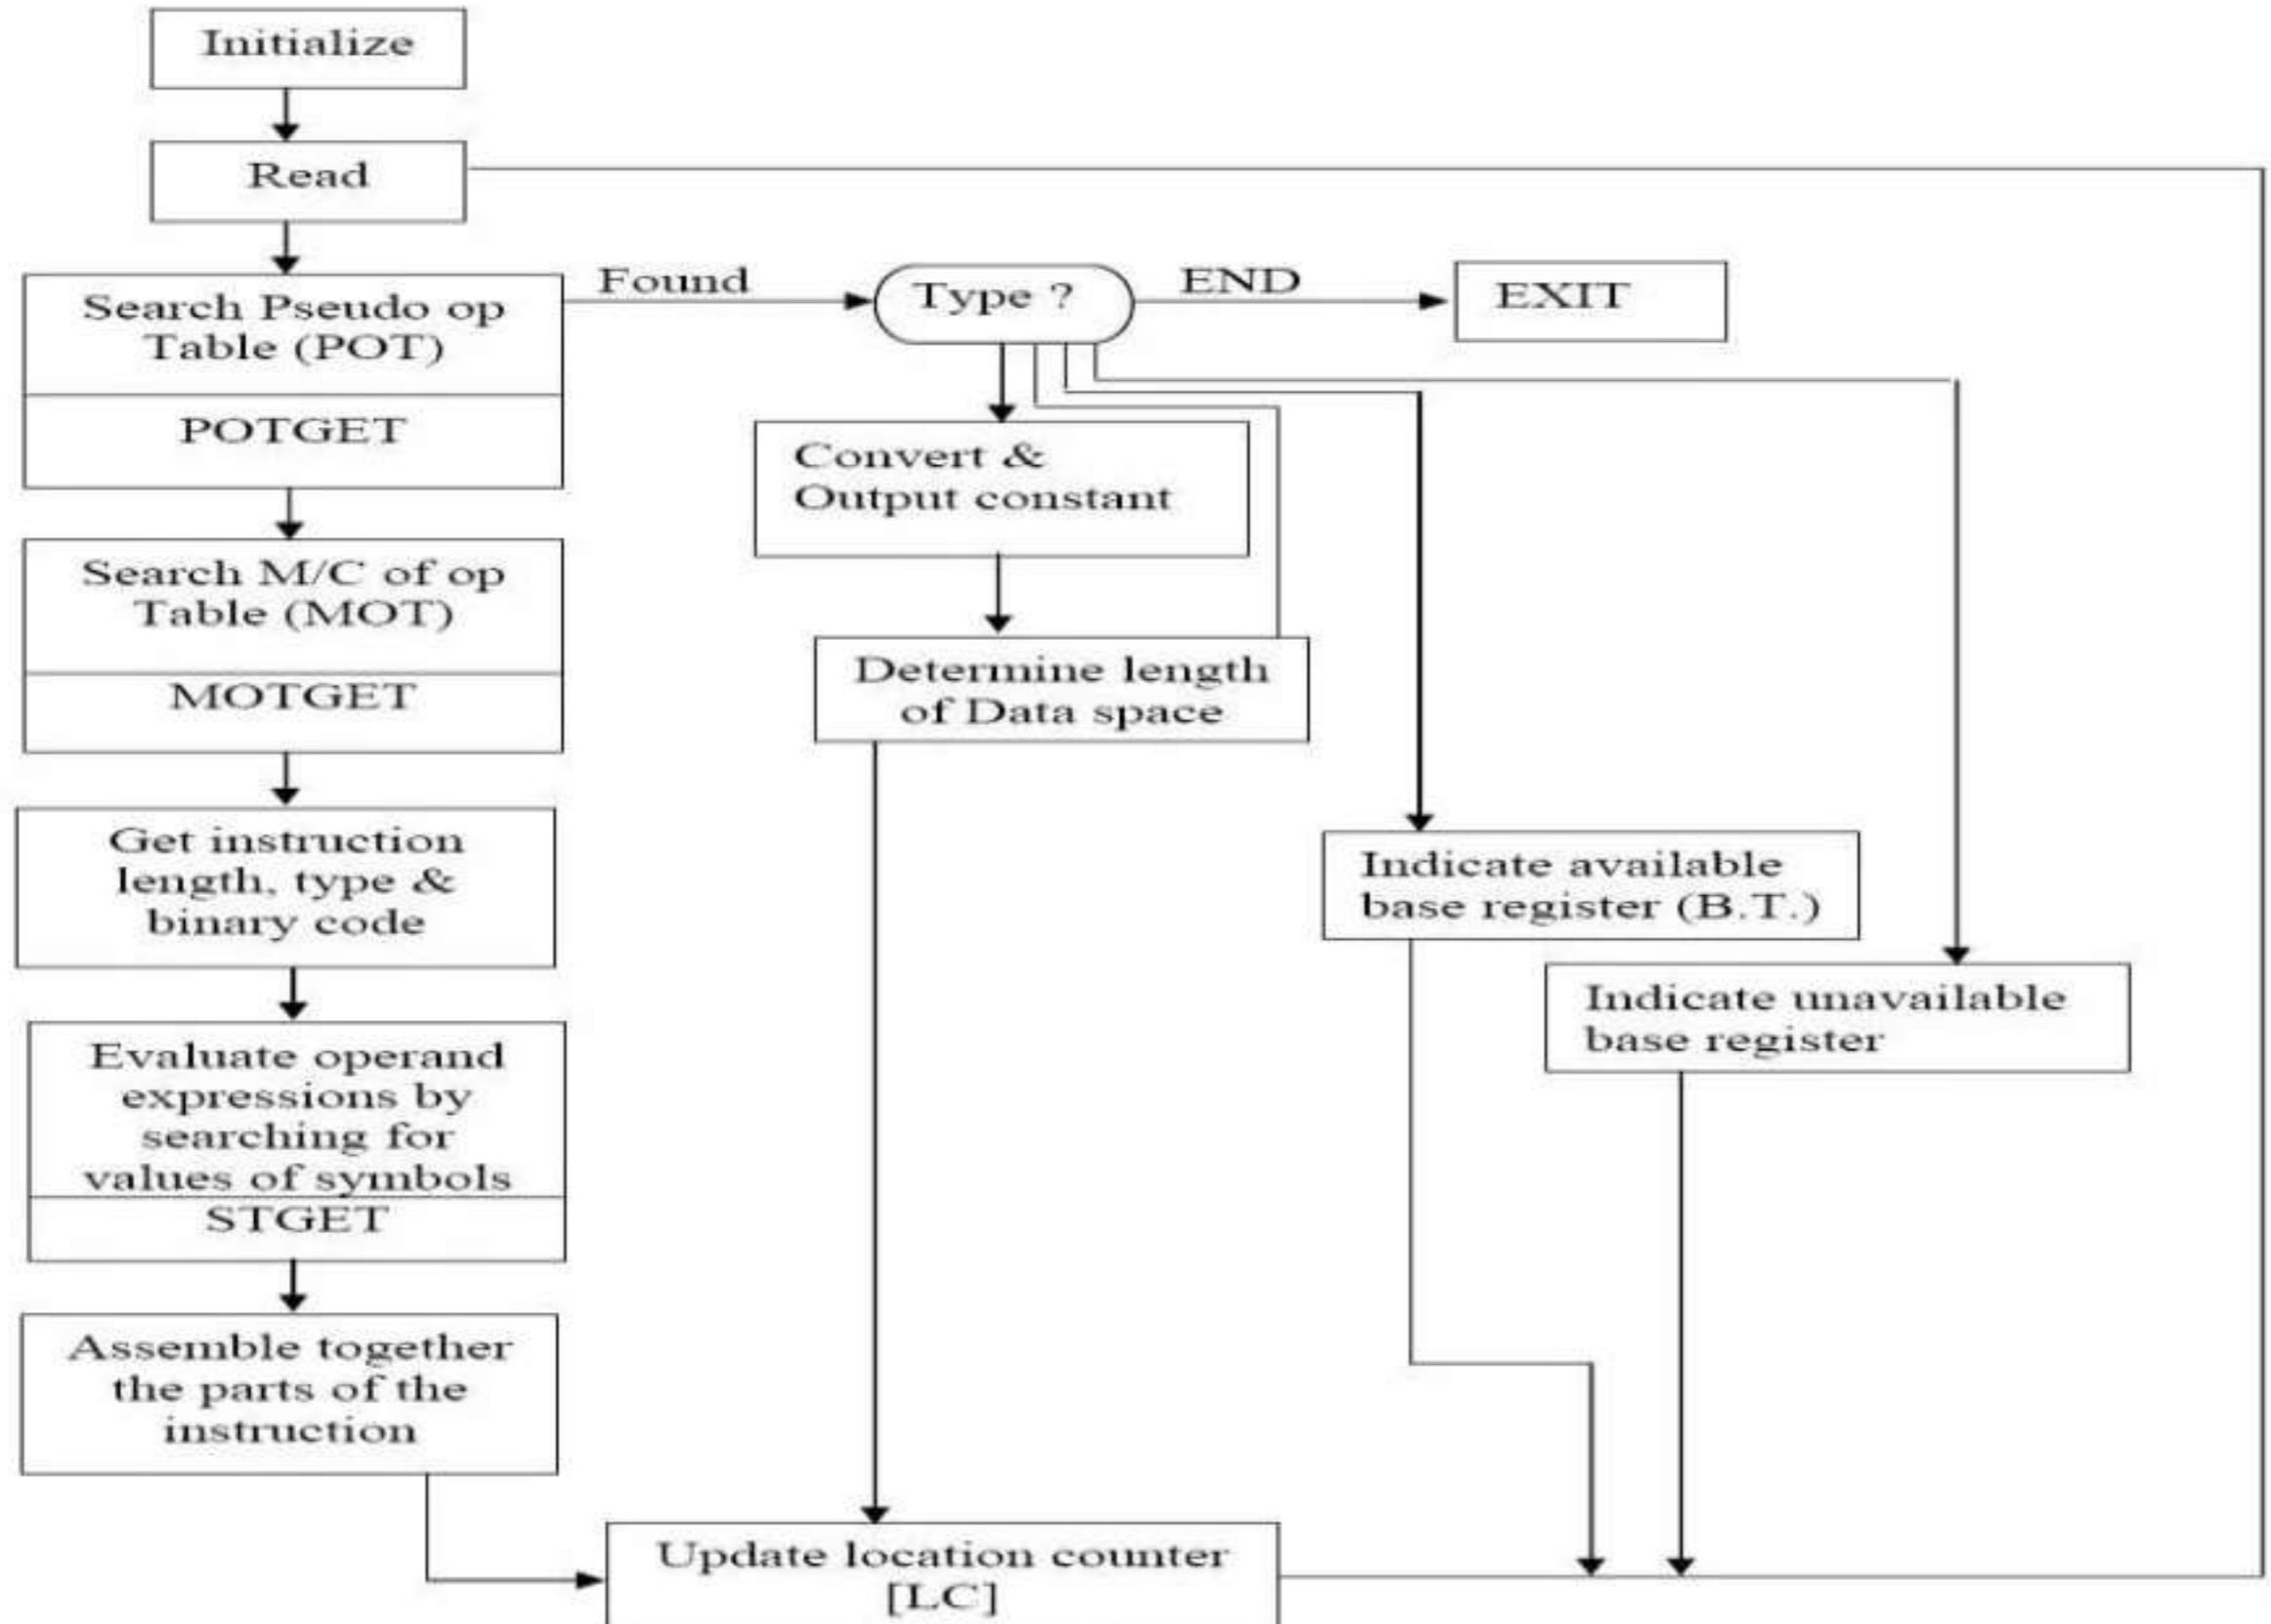 Initialize
Read
Search Pseudo op
Table (POT)
POTGET
Found
Type ?
END
EXIT
Search M/C of op
Table (MOT)
MOTGET
Get instruction
length, type &
binary code
Evaluate operand
expressions by
searching for
values of symbols
STGET
Assemble together
the parts of the
instruction
Convert &
Output constant
Determine length
of Data space
Indicate available
base register (B.T.)
Indicate unavailable
base register
Update location counter
[LC]